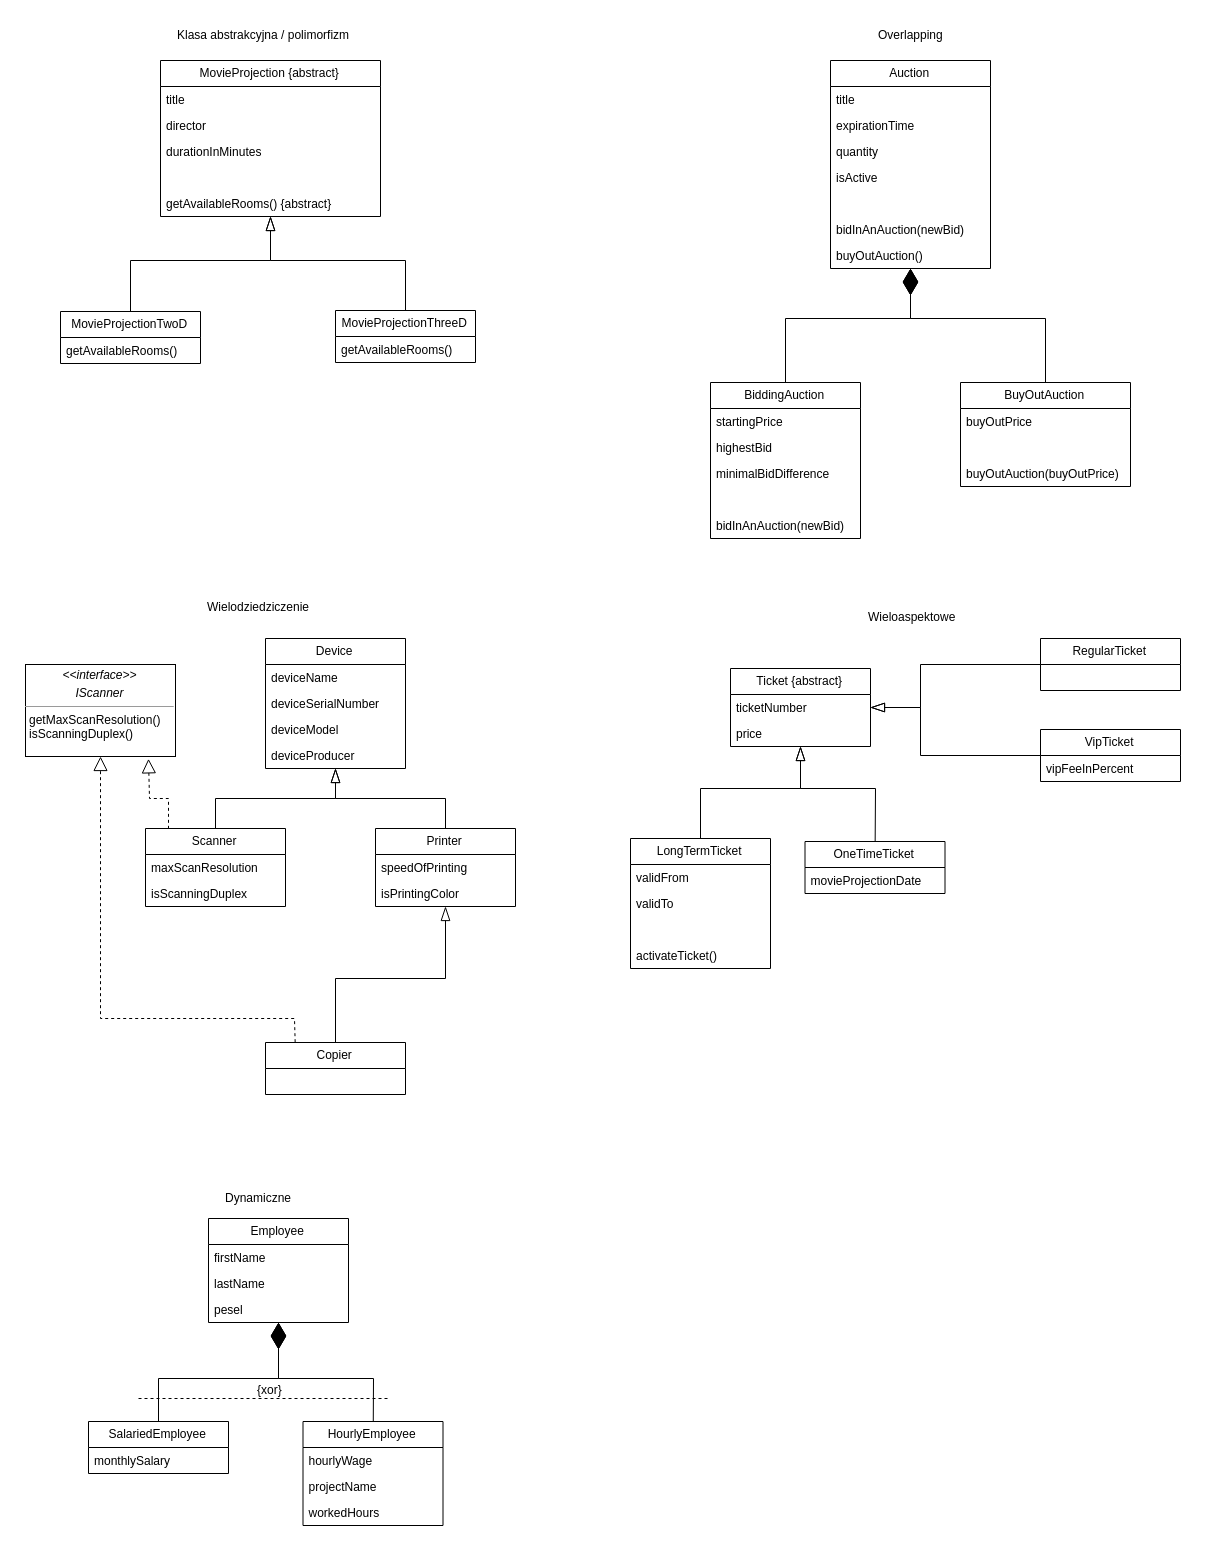 Klasa abstrakcyjna / polimorfizm
MovieProjection {abstract}
title
director
durationInMinutes
getAvailableRooms() {abstract}
MovieProjectionTwoD
getAvailableRooms()
MovieProjectionThreeD
getAvailableRooms()
Overlapping
Auction
title
expirationTime
quantity
isActive
bidInAnAuction(newBid)
buyOutAuction()
BiddingAuction
startingPrice
highestBid
minimalBidDifference
bidInAnAuction(newBid)
BuyOutAuction
buyOutPrice
buyOutAuction(buyOutPrice)
Wielodziedziczenie
<<interface>>
IScanner
getMaxScanResolution()
isScanningDuplex()
Device
deviceName
deviceSerialNumber
deviceModel
deviceProducer
Scanner
maxScanResolution
isScanningDuplex
Printer
speedOfPrinting
isPrintingColor
Copier
Wieloaspektowe
Ticket {abstract}
ticketNumber
price
RegularTicket
VipTicket
vipFeeInPercent
LongTermTicket
validFrom
validTo
activateTicket()
OneTimeTicket
movieProjectionDate
Dynamiczne
Employee
firstName
lastName
pesel
{xor}
SalariedEmployee
monthlySalary
HourlyEmployee
hourlyWage
projectName
workedHours